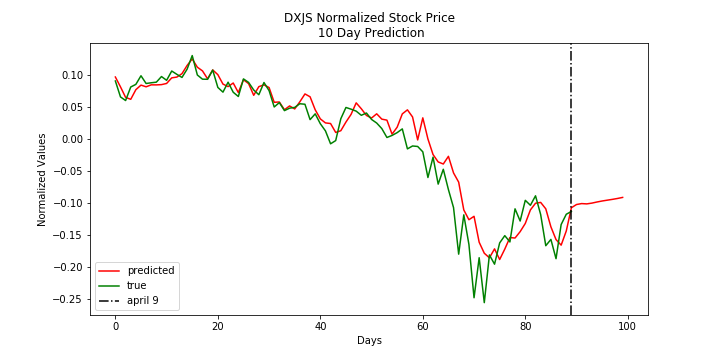 DXJS Normalized Stock Price
10 Day Prediction
Normalized Values
0.10
0.05
0.00
−0.05
−0.10
−0.15
−0.20
−0.25
predicted
true
april 9
0 20 40 60 80 100
Days